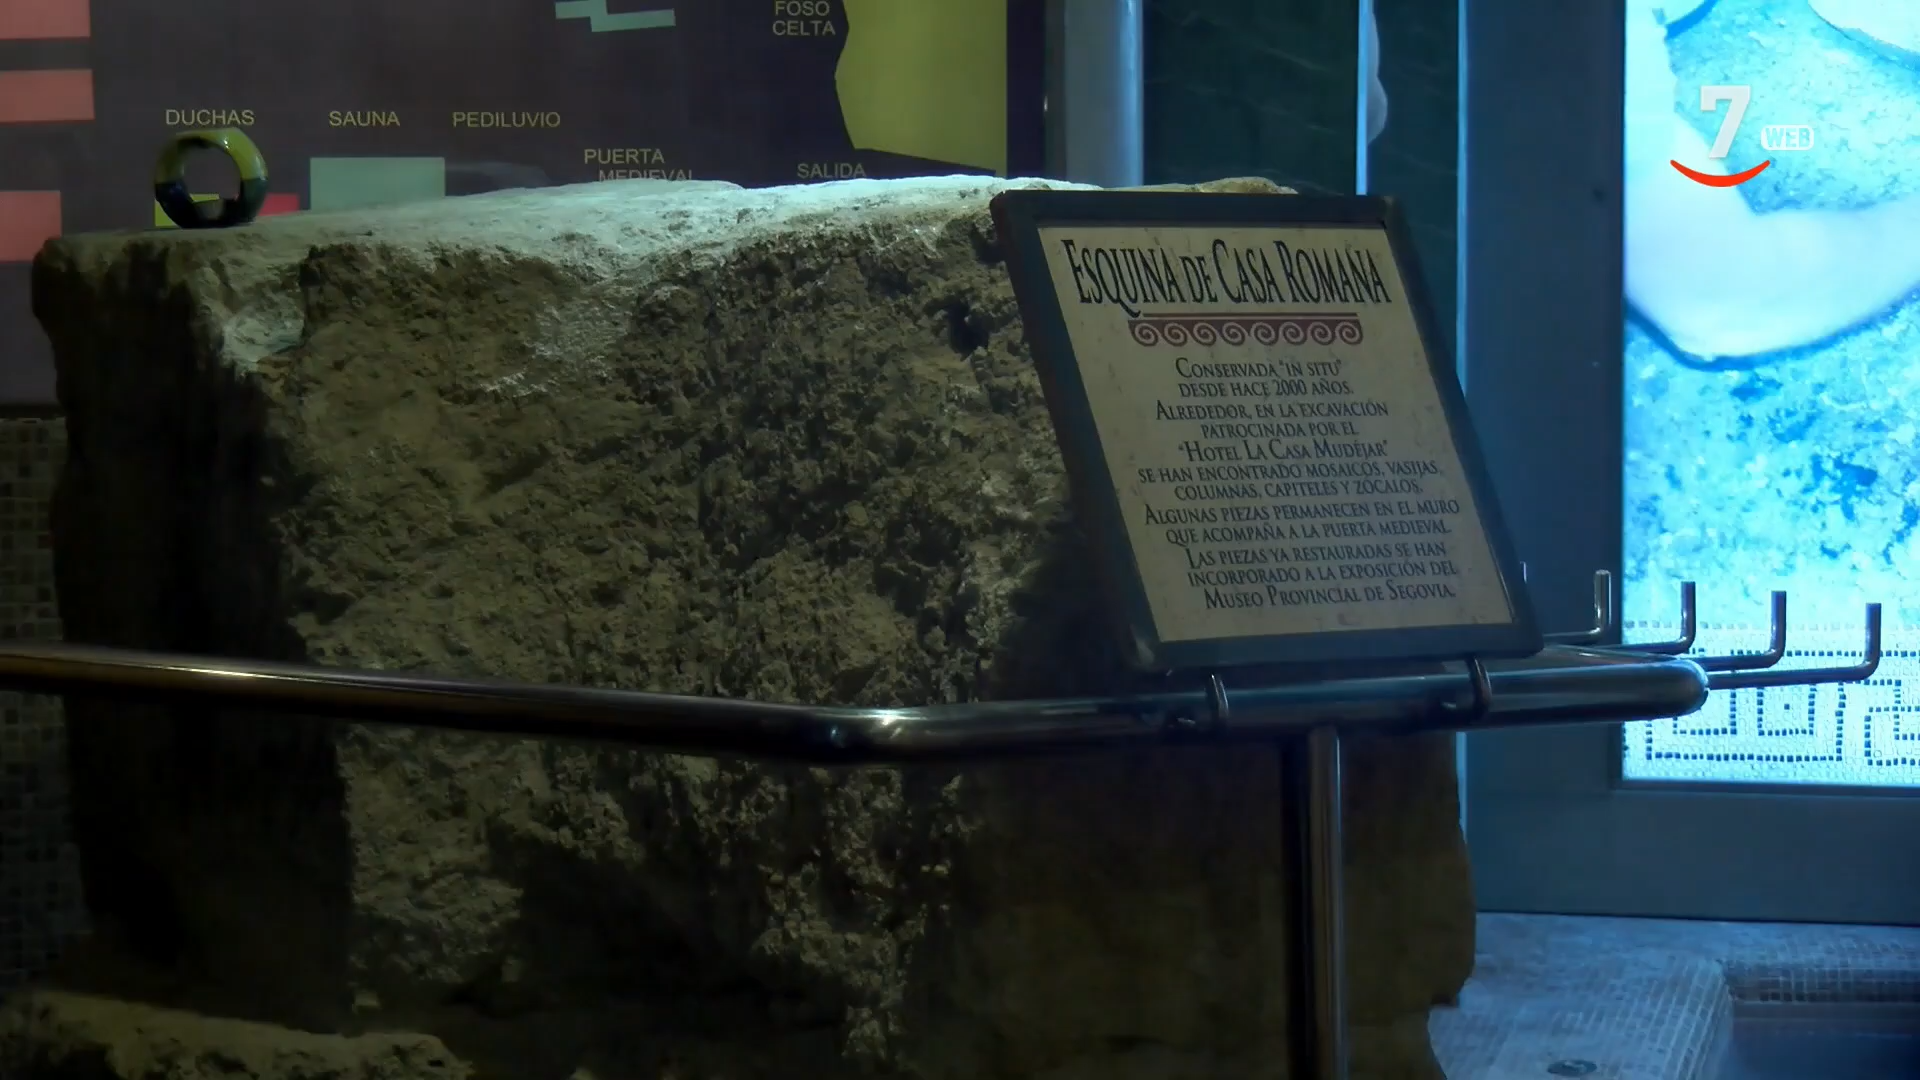 FOSO
CELTA
DUCHAS
SAUNA
PEDILUVIO
PUERTA
MEDIEVAL
SALIDA
7 WEB
ESQUINA DE CASA ROMANA
CONSERVADA "IN SITU"
DESDE HACE 2000 AÑOS.
ALREDEDOR, EN LA EXCAVACIÓN
PATROCINADA POR EL
"HOTEL LA CASA MUDÉJAR"
SE HAN ENCONTRADO MOSAICOS, VASIJAS,
COLUMNAS, CAPITELES Y ZÓCALOS.
ALGUNAS PIEZAS PERMANECEN EN EL MURO
QUE ACOMPAÑA A LA PUERTA MEDIEVAL.
LAS PIEZAS YA RESTAURADAS SE HAN
INCORPORADO A LA EXPOSICIÓN DEL
MUSEO PROVINCIAL DE SEGOVIA.